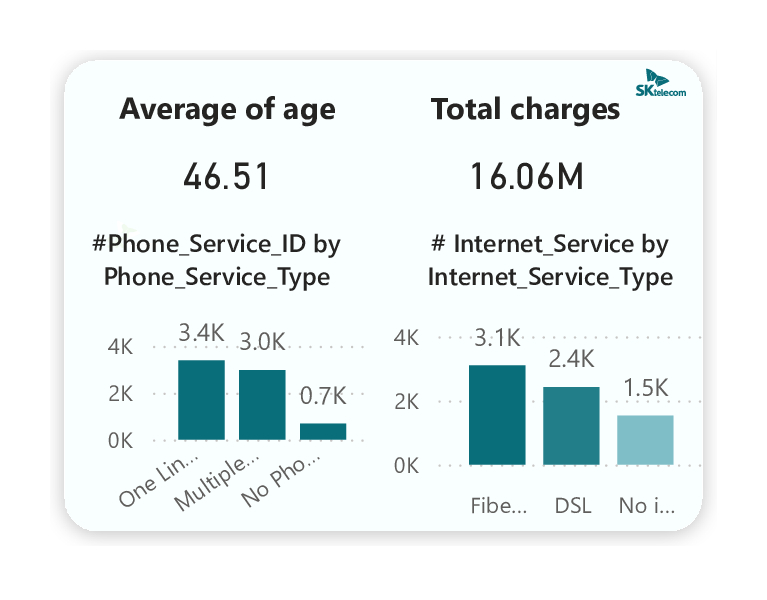 SK telecom
Average of age
Total charges
46.51
16.06M
#Phone_Service_ID by
Phone_Service_Type
# Internet_Service by
Internet_Service_Type
4K
2K
0K
3.4K
3.0K
0.7K
One Lin...
Multiple...
No Pho...
4K
2K
0K
3.1K
2.4K
1.5K
Fibe...
DSL
No i...